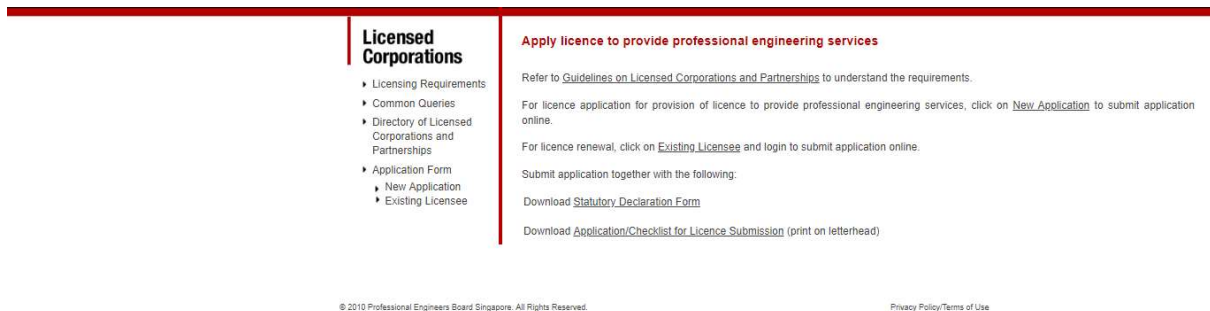 Licensed
Corporations
Licensing Requirements
Common Queries
Directory of Licensed
Corporations and
Partnerships
Application Form
New Application
Existing Licensee
Apply licence to provide professional engineering services
Refer to Guidelines on Licensed Corporations and Partnerships to understand the requirements.
For licence application for provision of licence to provide professional engineering services, click on New Application to submit application
online.
For licence renewal, click on Existing Licensee and login to submit application online.
Submit application together with the following:
Download Statutory Declaration Form
Download Application/Checklist for Licence Submission (print on letterhead)
© 2010 Professional Engineers Board Singapore. All Rights Reserved.
Privacy Policy/Terms of Use